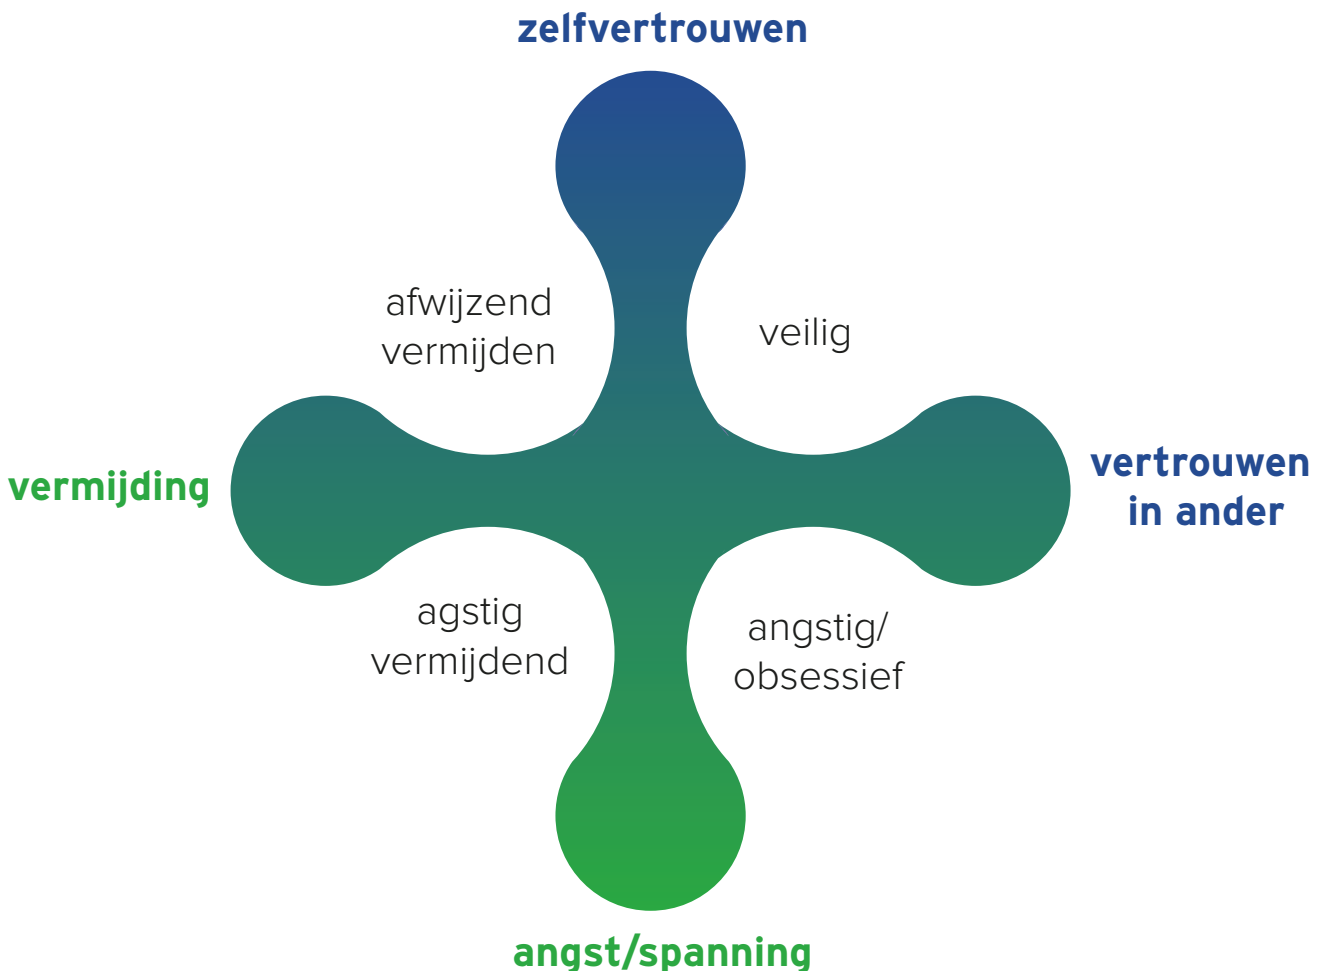 zelfvertrouwen
afwijzend
vermijden
veilig
vermijding
vertrouwen
in ander
agstig
vermijdend
angstig/
obsessief
angst/spanning